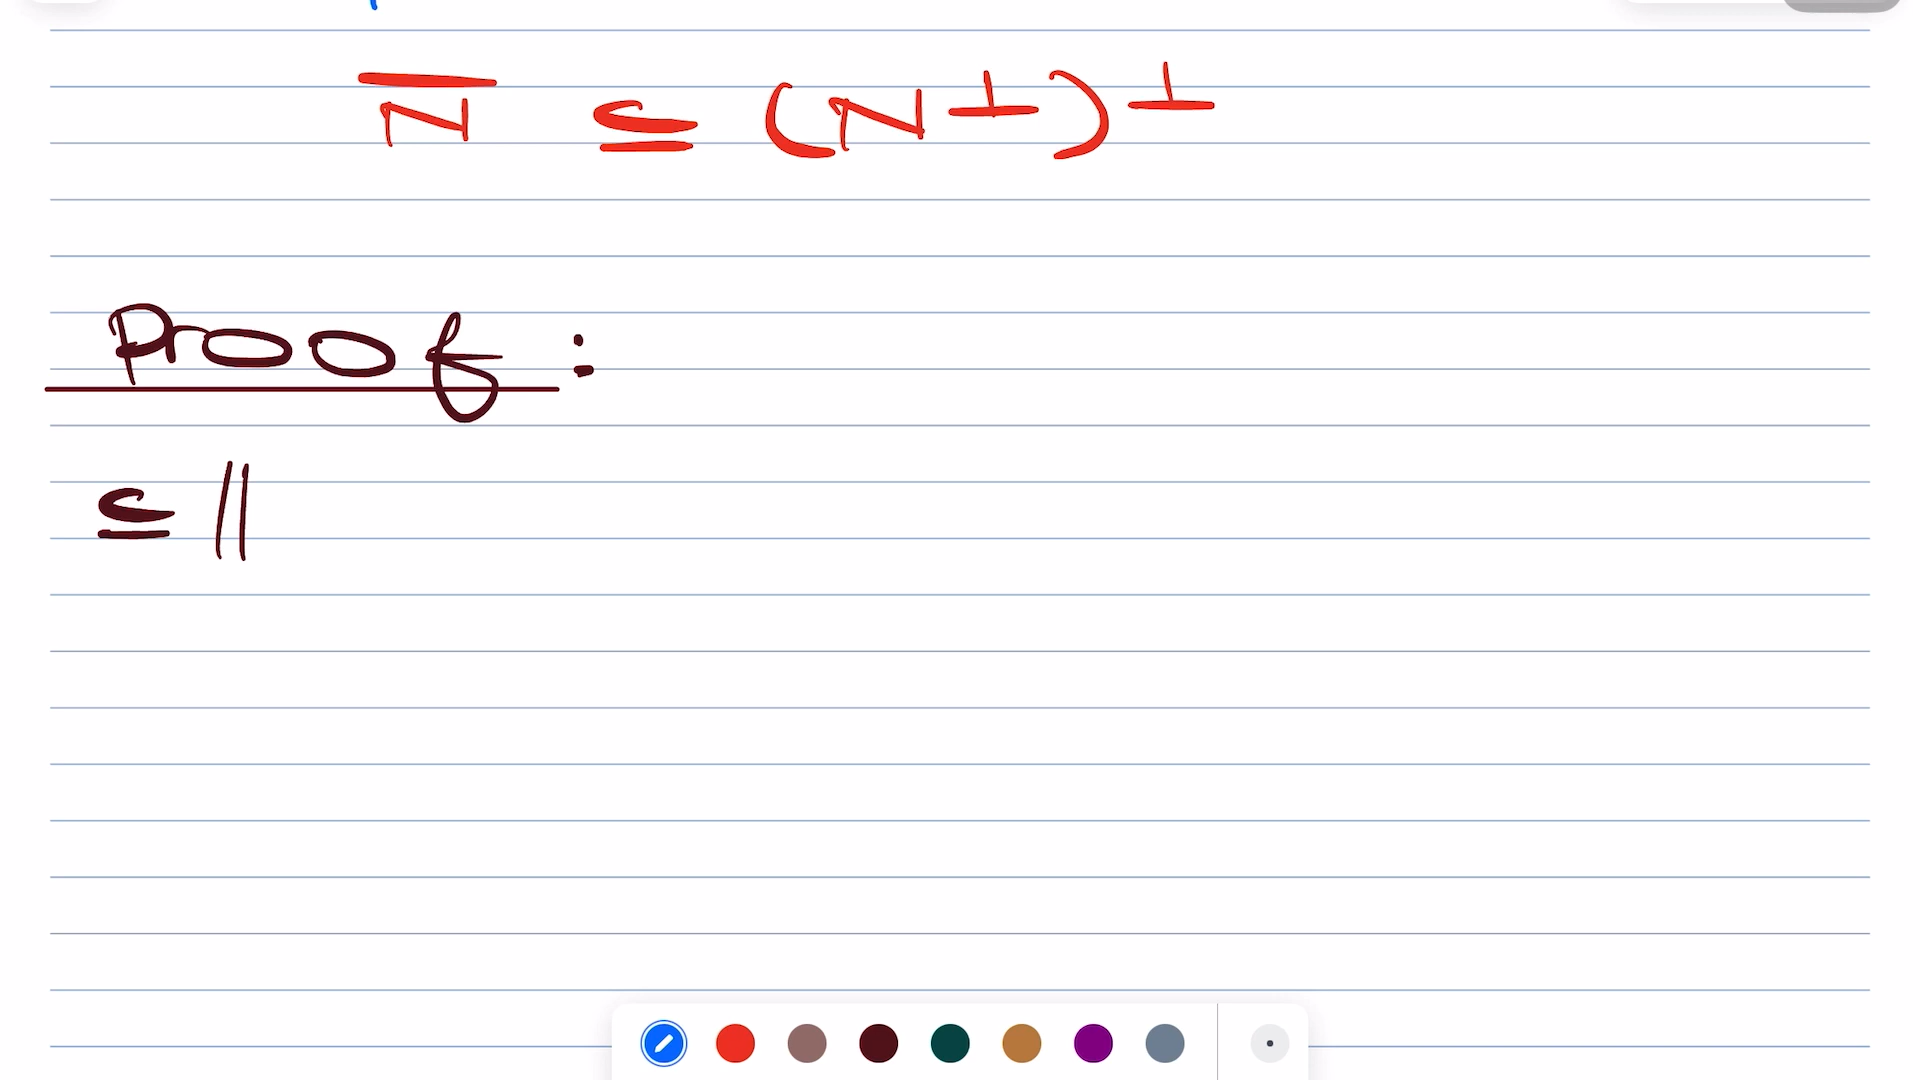 N̅ ⊆ (N⊥)⊥
Proof :
⊆ ||